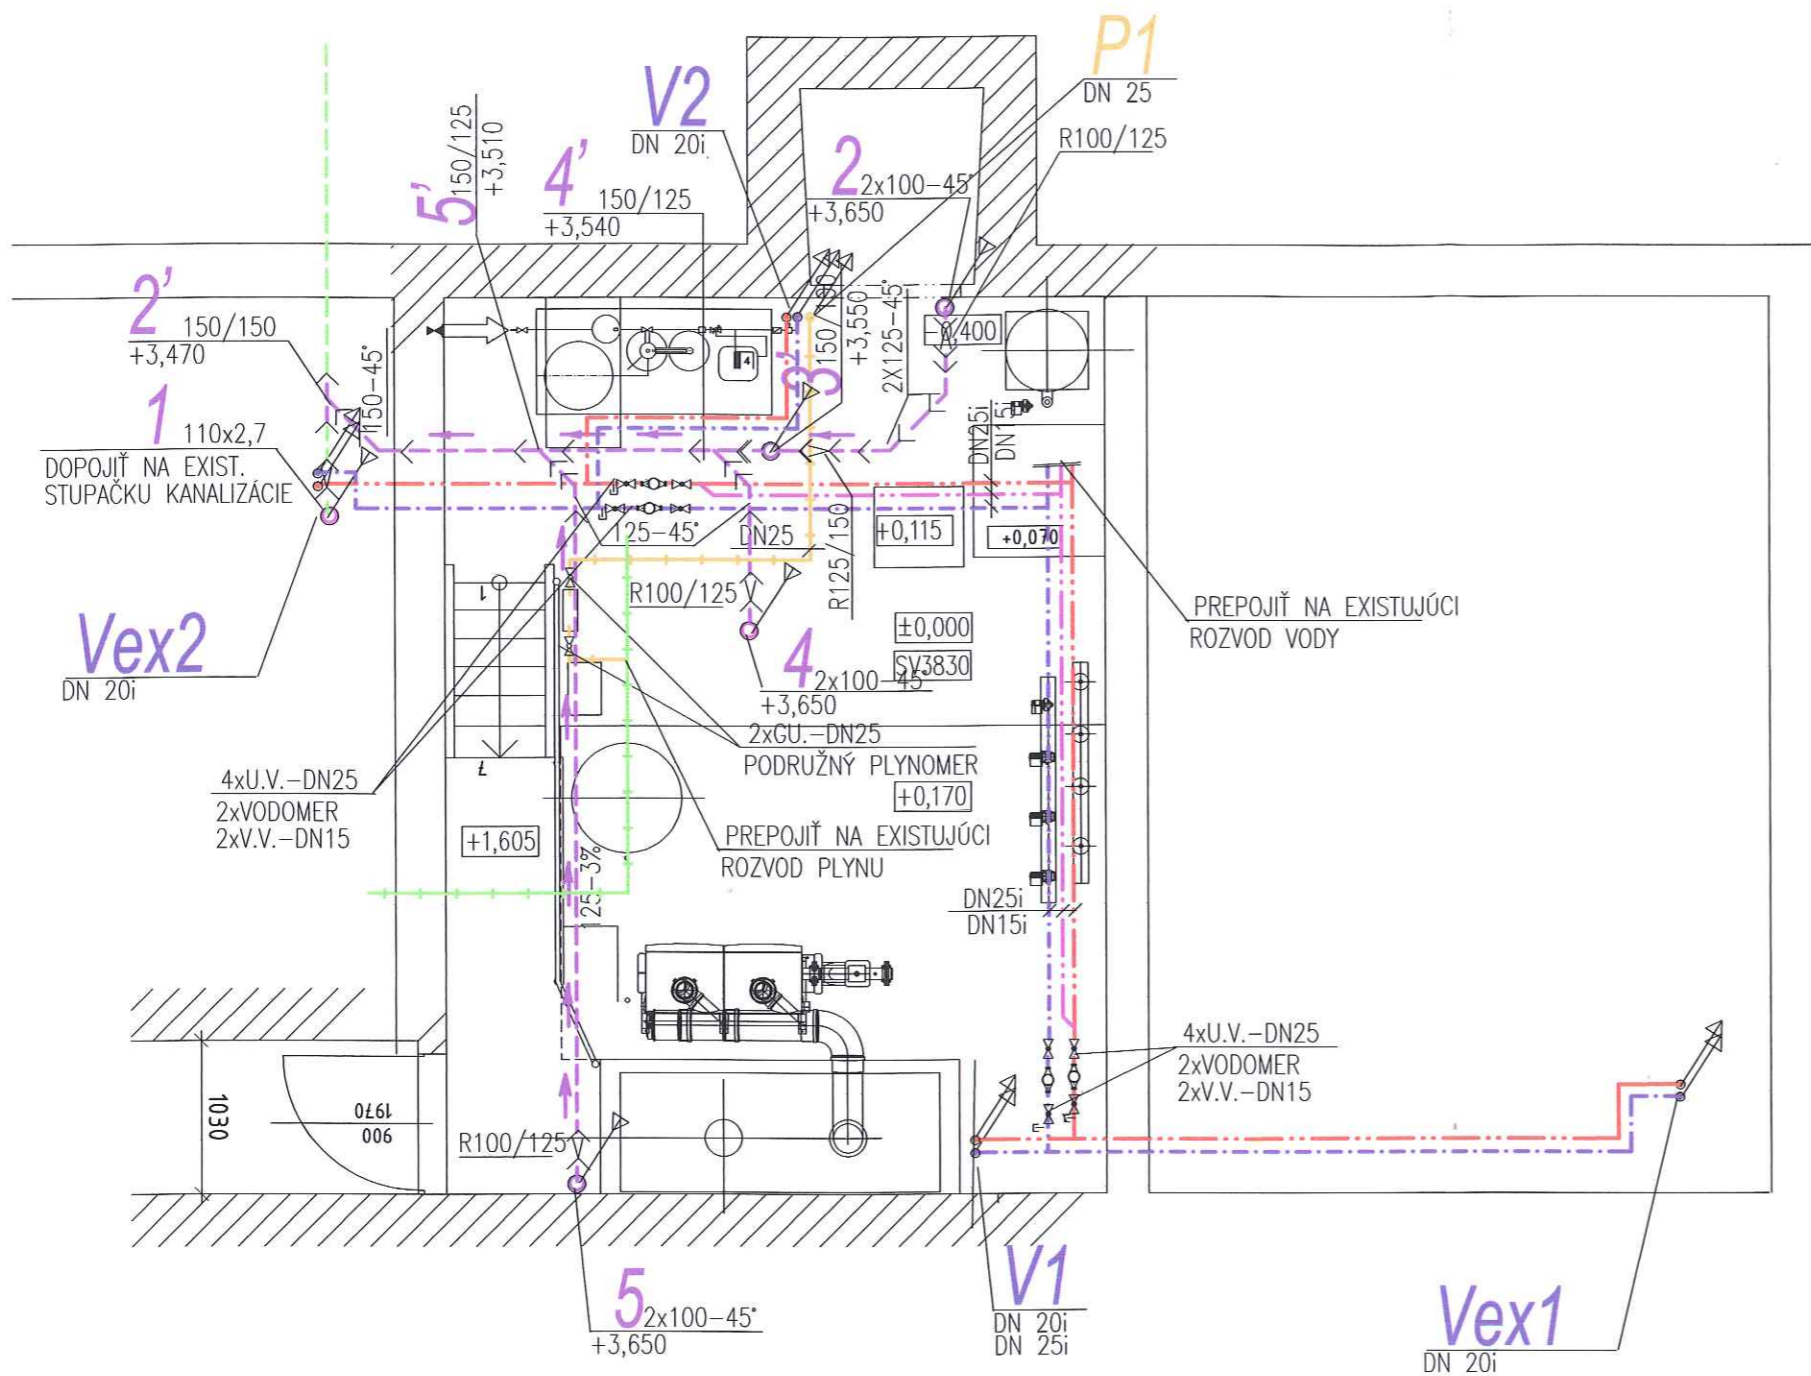 P1
DN 25
R100/125
V2
DN 20i
2
2x100-45°
+3,650
5'
150/125
+3,510
4'
150/125
+3,540
2'
150/150
+3,470
150-45°
1
110x2,7
DOPOJIŤ NA EXIST.
STUPAČKU KANALIZÁCIE
3'
+3,550
2X125-45°
4
DN25i
DN15i
125-45°
DN25
+0,115
+0,070
R125/150
R100/125
±0,000
SV3830
PREPOJIŤ NA EXISTUJÚCI
ROZVOD VODY
Vex2
DN 20i
1
7
4
2x100-45°
+3,650
2xGU.-DN25
PODRUŽNÝ PLYNOMER
+0,170
4xU.V.-DN25
2xVODOMER
2xV.V.-DN15
+1,605
PREPOJIŤ NA EXISTUJÚCI
ROZVOD PLYNU
125-3%
DN25i
DN15i
4xU.V.-DN25
2xVODOMER
2xV.V.-DN15
1030
900
1970
R100/125
5
2x100-45°
+3,650
V1
DN 20i
DN 25i
Vex1
DN 20i